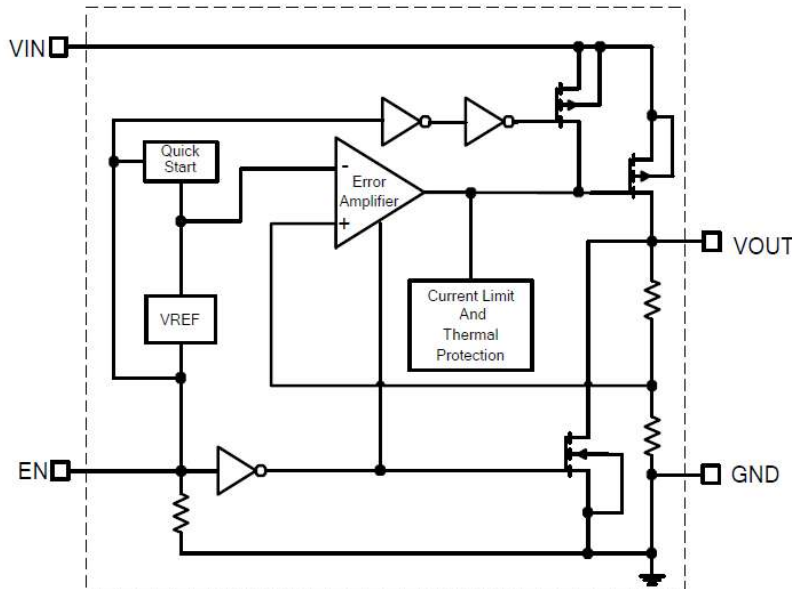 VIN
Quick
Start
-
Error
Amplifier
+
VOUT
VREF
Current Limit
And
Thermal
Protection
EN
GND